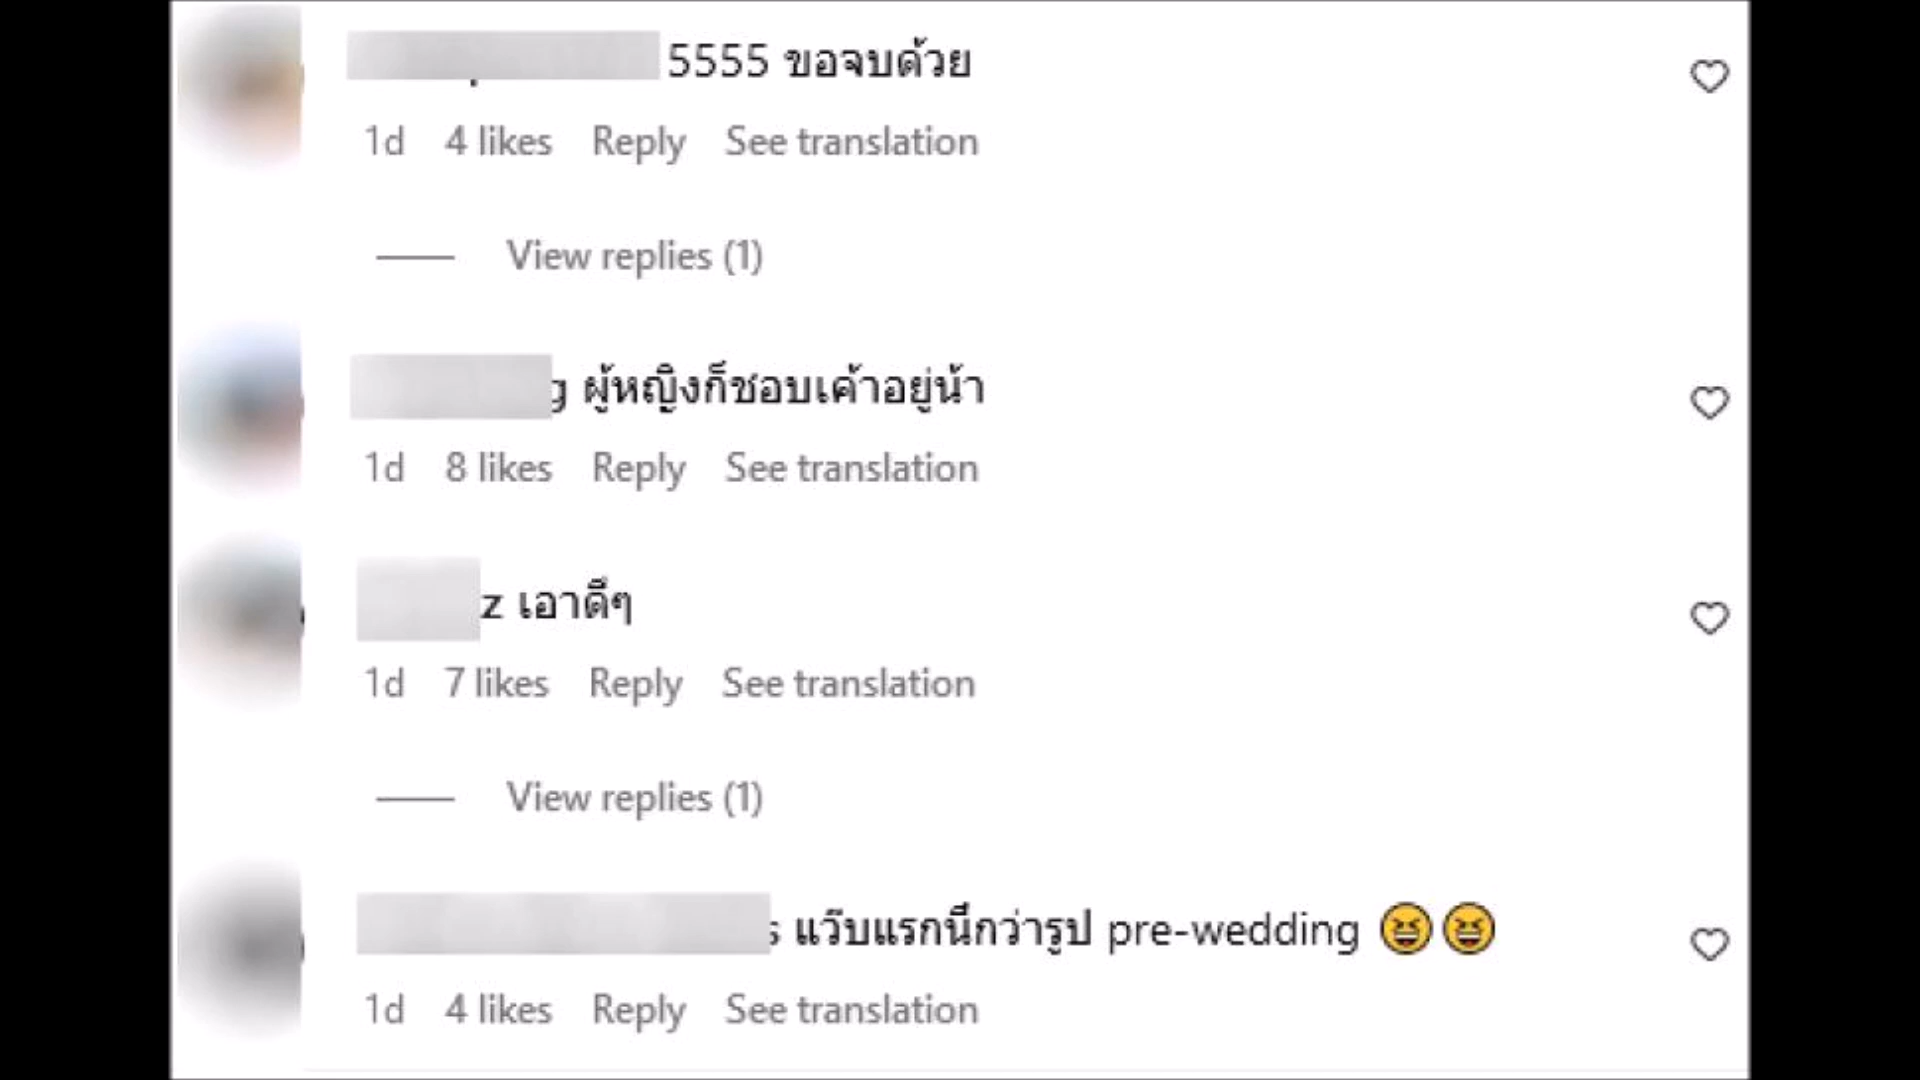 5555 ขอจบด้วย
1d 4 likes Reply See translation
View replies (1)
g ผู้หญิงก็ชอบเค้าอยู่น้า
1d 8 likes Reply See translation
z เอาดีๆ
1d 7 likes Reply See translation
View replies (1)
s แว๊บแรกนึกว่ารูป pre-wedding 😆😆
1d 4 likes Reply See translation